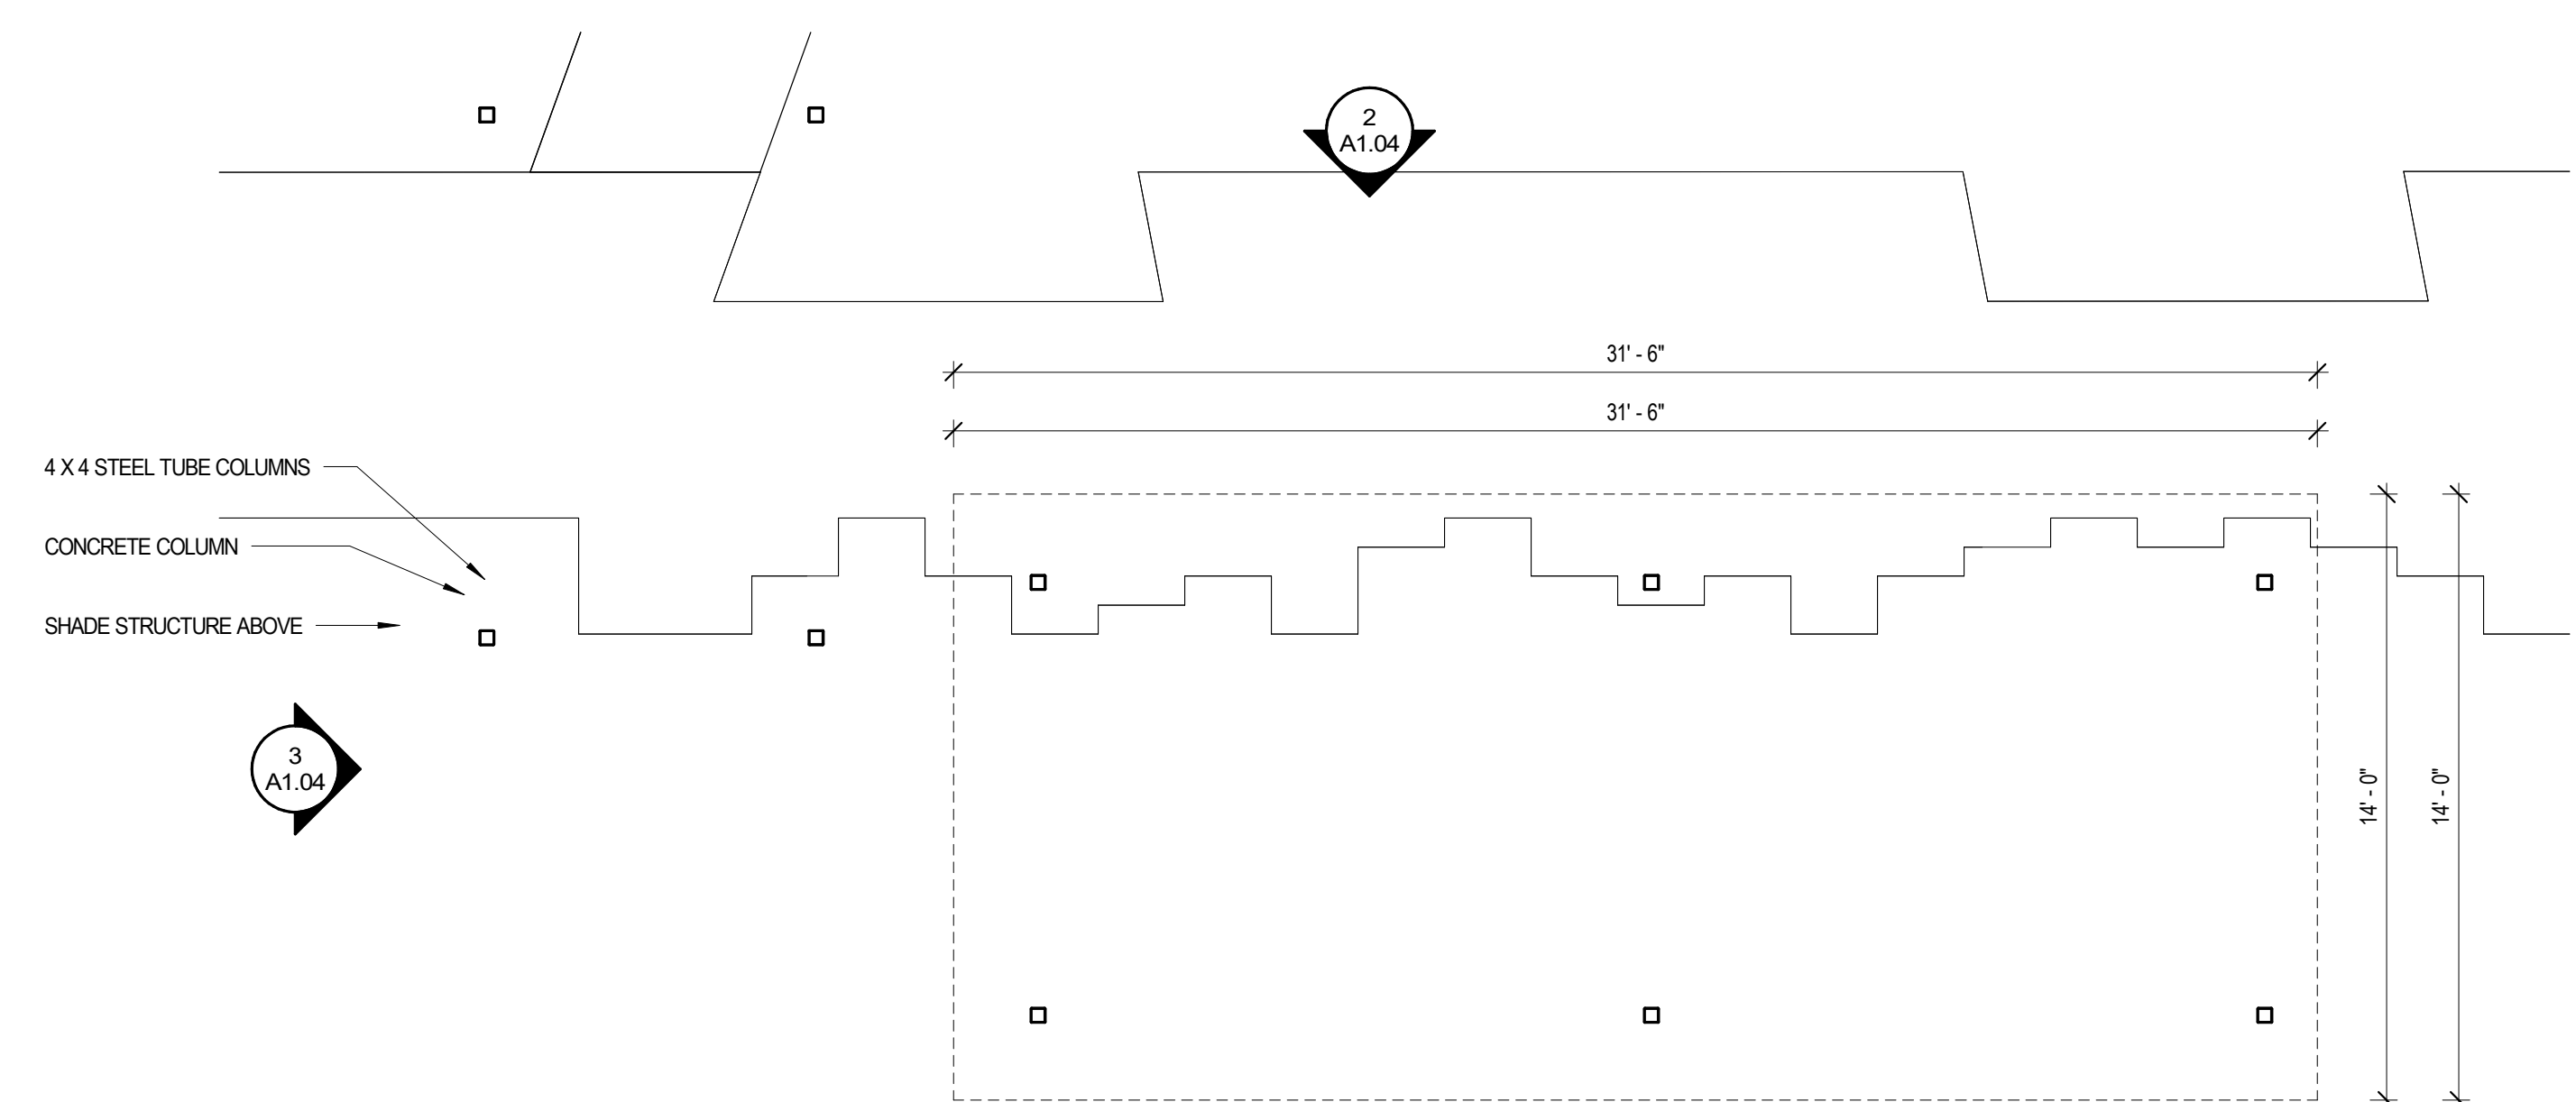 2
A1.04
31' - 6"
31' - 6"
4 X 4 STEEL TUBE COLUMNS
CONCRETE COLUMN
SHADE STRUCTURE ABOVE
3
A1.04
14' - 0"
14' - 0"